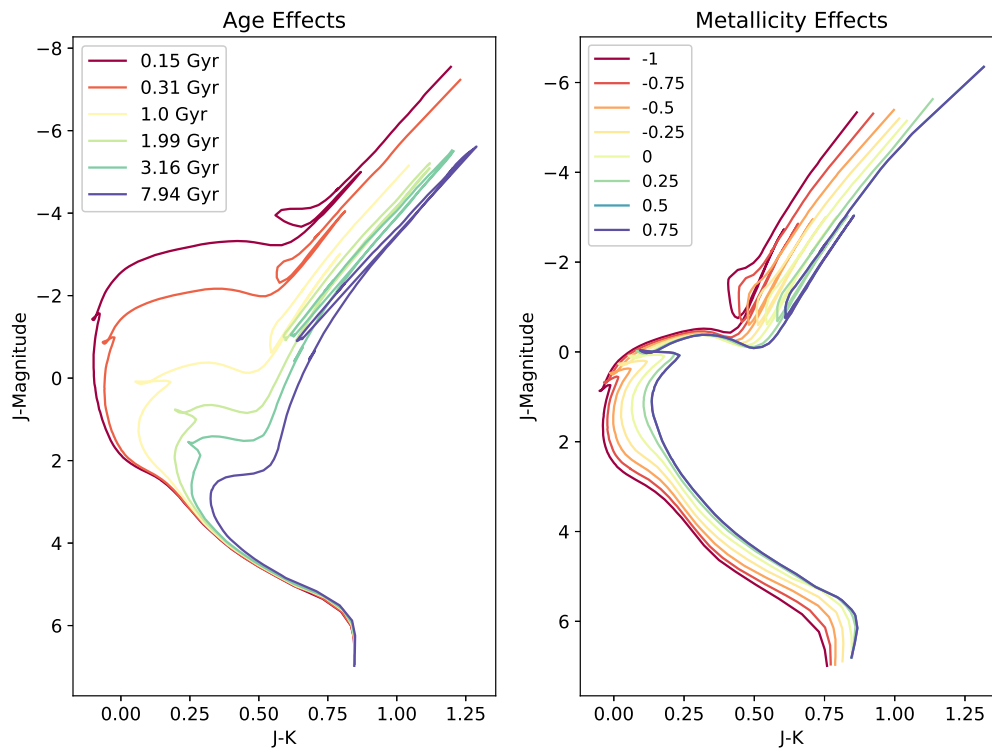 Age Effects
0.15 Gyr
0.31 Gyr
1.0 Gyr
1.99 Gyr
3.16 Gyr
7.94 Gyr
−8
−6
−4
−2
0
2
4
6
J-Magnitude
0.00 0.25 0.50 0.75 1.00 1.25
J-K
Metallicity Effects
-1
-0.75
-0.5
-0.25
0
0.25
0.5
0.75
−6
−4
−2
0
2
4
6
J-Magnitude
0.00 0.25 0.50 0.75 1.00 1.25
J-K